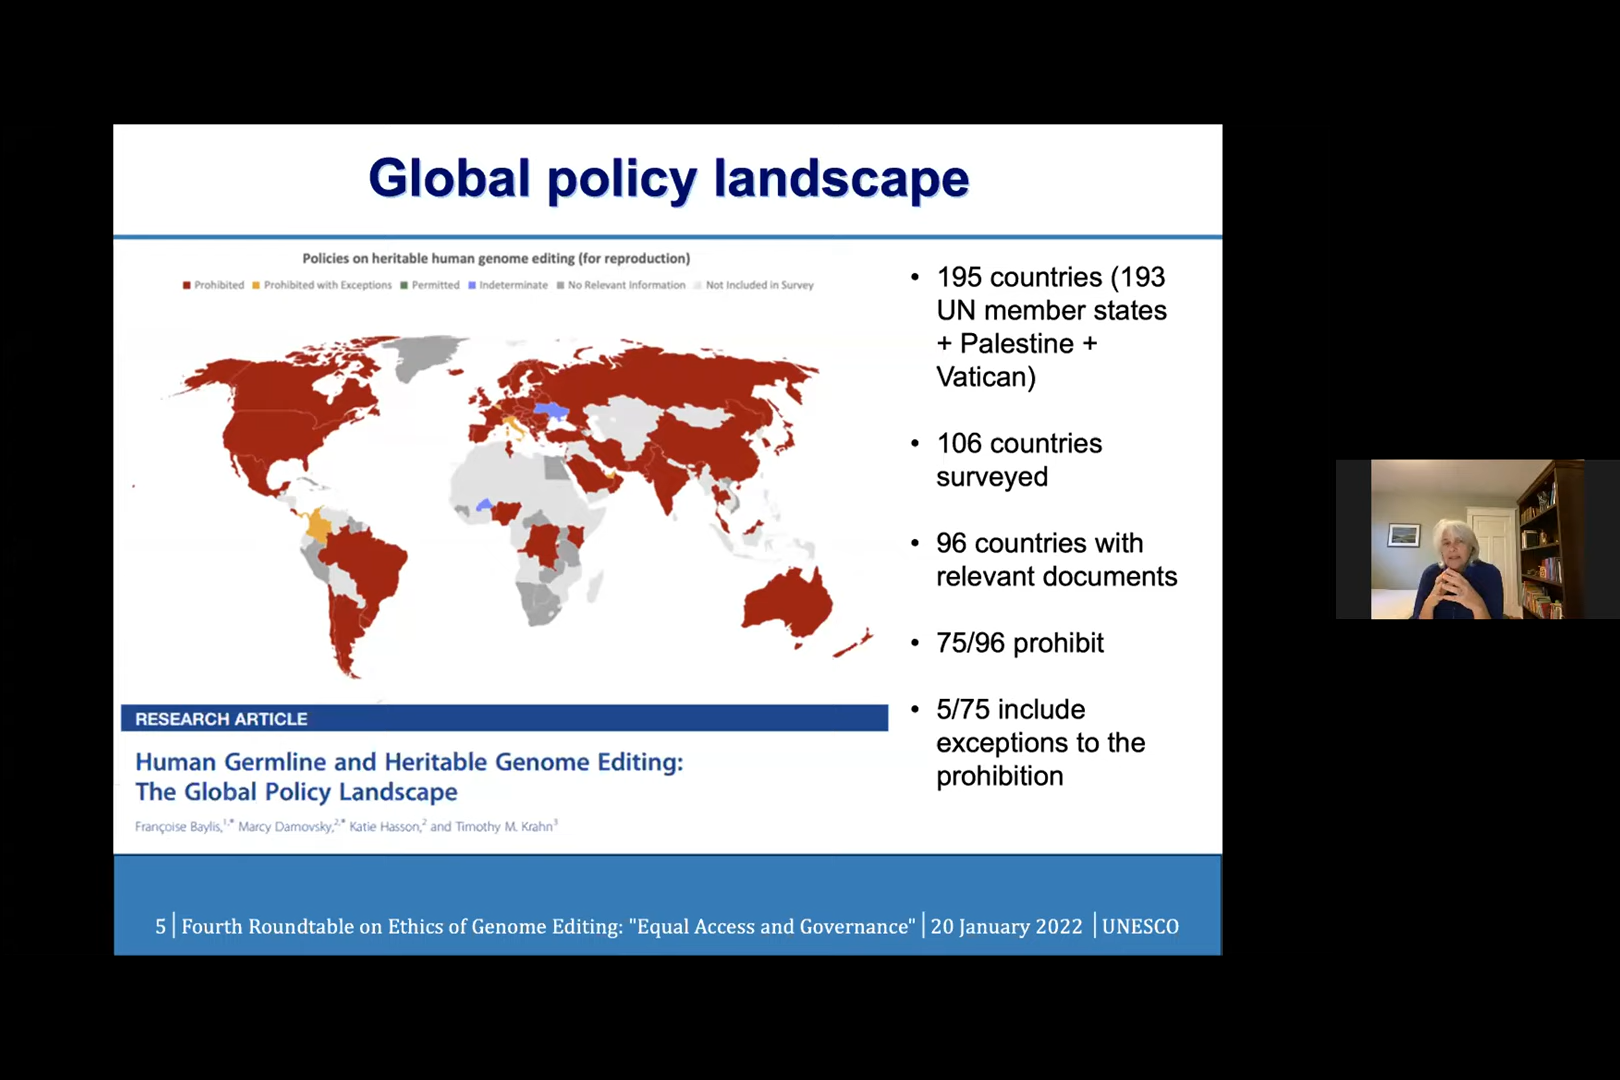 Global policy landscape
Policies on heritable human genome editing (for reproduction)
Prohibited Prohibited with Exceptions Permitted Indeterminate No Relevant Information Not Included in Survey
• 195 countries (193
UN member states
+ Palestine +
Vatican)
• 106 countries
surveyed
• 96 countries with
relevant documents
• 75/96 prohibit
• 5/75 include
exceptions to the
prohibition
RESEARCH ARTICLE
Human Germline and Heritable Genome Editing:
The Global Policy Landscape
Françoise Baylis,1,* Marcy Darnovsky,2,* Katie Hasson,2 and Timothy M. Krahn3
5 | Fourth Roundtable on Ethics of Genome Editing: "Equal Access and Governance" | 20 January 2022 | UNESCO